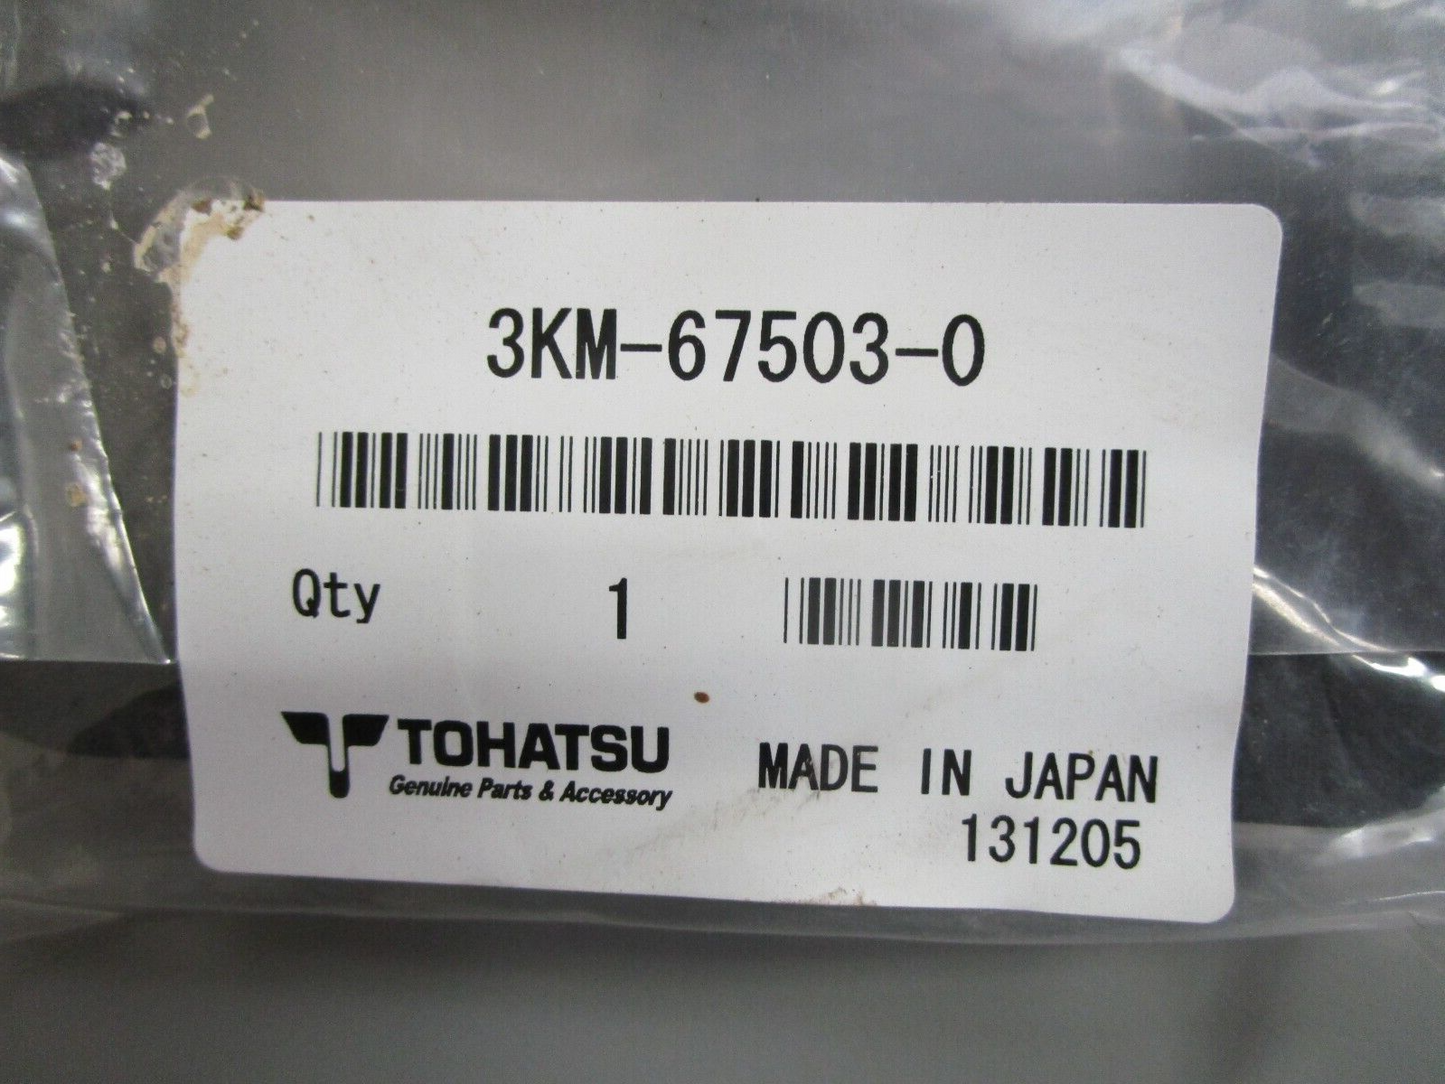 3KM-67503-0
Qty 1
TOHATSU
Genuine Parts & Accessory
MADE IN JAPAN
131205